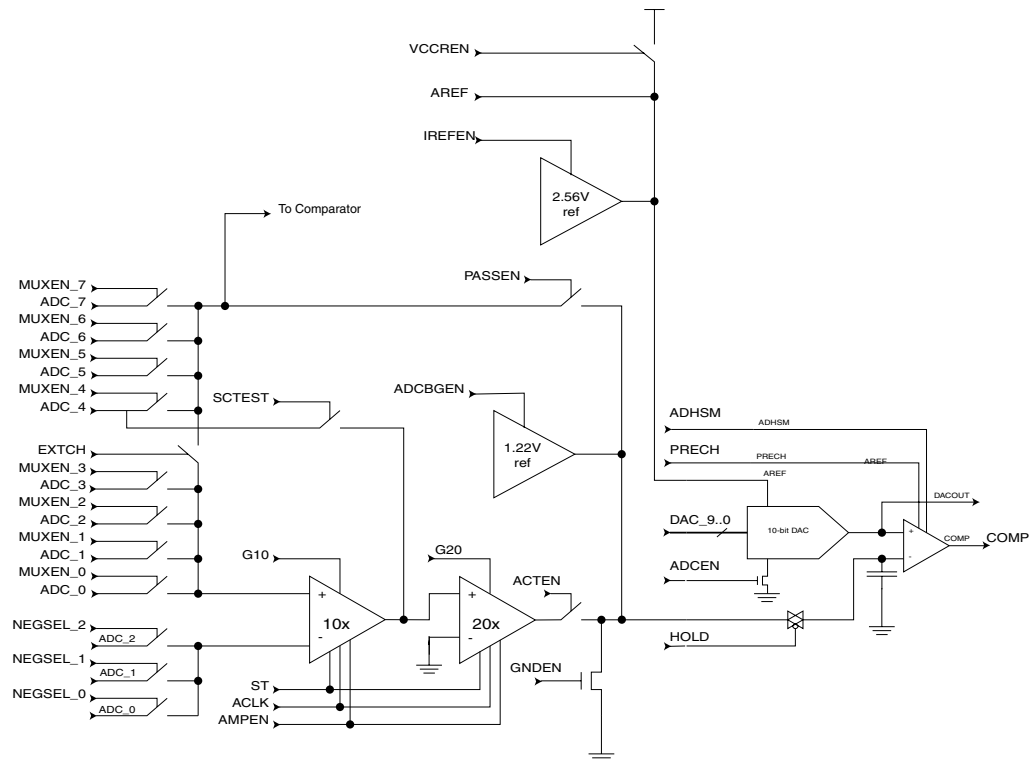 VCCREN
AREF
IREFEN
2.56V
ref
To Comparator
PASSEN
MUXEN_7
ADC_7
MUXEN_6
ADC_6
MUXEN_5
ADC_5
MUXEN_4
ADC_4
SCTEST
ADCBGEN
1.22V
ref
EXTCH
MUXEN_3
ADC_3
MUXEN_2
ADC_2
MUXEN_1
ADC_1
MUXEN_0
ADC_0
NEGSEL_2
ADC_2
NEGSEL_1
ADC_1
NEGSEL_0
ADC_0
G10
+
10x
-
G20
+
20x
-
ACTEN
ST
ACLK
AMPEN
GNDEN
ADHSM
ADHSM
PRECH
PRECH
AREF
AREF
DAC_9..0
10-bit DAC
DACOUT
+
-
COMP
COMP
ADCEN
HOLD